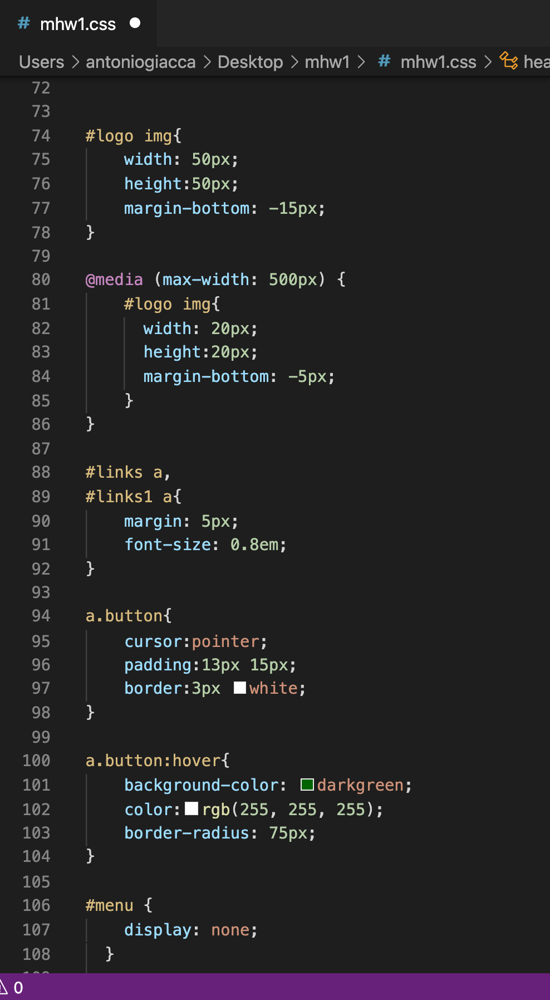 # mhw1.css ●
Users > antoniogiacca > Desktop > mhw1 > # mhw1.css > hea
72
73
74 #logo img{
75 width: 50px;
76 height:50px;
77 margin-bottom: -15px;
78 }
79
80 @media (max-width: 500px) {
81 #logo img{
82 width: 20px;
83 height:20px;
84 margin-bottom: -5px;
85 }
86 }
87
88 #links a,
89 #links1 a{
90 margin: 5px;
91 font-size: 0.8em;
92 }
93
94 a.button{
95 cursor:pointer;
96 padding:13px 15px;
97 border:3px white;
98 }
99
100 a.button:hover{
101 background-color: darkgreen;
102 color:rgb(255, 255, 255);
103 border-radius: 75px;
104 }
105
106 #menu {
107 display: none;
108 }
0